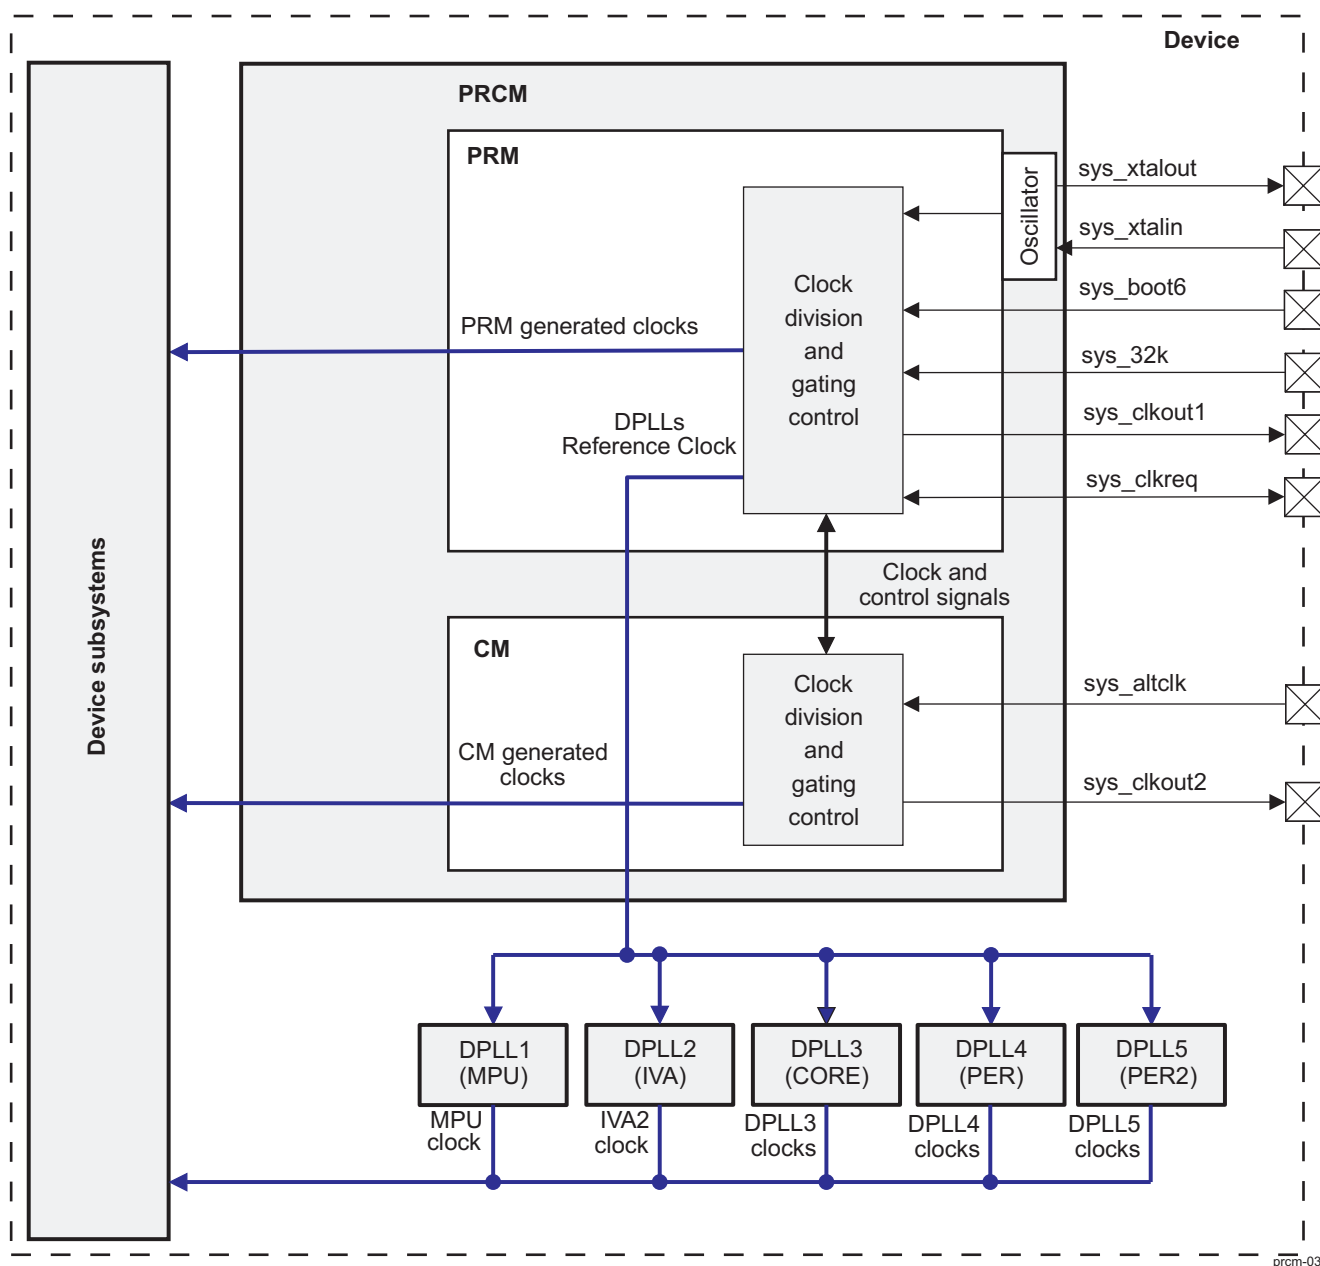 Device
PRCM
PRM
Oscillator
sys_xtalout
sys_xtalin
sys_boot6
sys_32k
sys_clkout1
sys_clkreq
Clock
division
and
gating
control
PRM generated clocks
DPLLs
Reference Clock
Clock and
control signals
Device subsystems
CM
Clock
division
and
gating
control
sys_altclk
sys_clkout2
CM generated
clocks
DPLL1
(MPU)
DPLL2
(IVA)
DPLL3
(CORE)
DPLL4
(PER)
DPLL5
(PER2)
MPU
clock
IVA2
clock
DPLL3
clocks
DPLL4
clocks
DPLL5
clocks
prcm-03